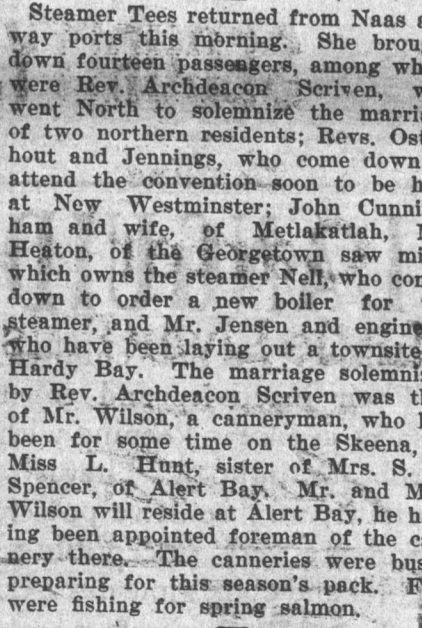 Steamer Tees returned from Naas a
way ports this morning. She brou
down fourteen passengers, among wh
were Rev. Archdeacon Scriven, w
went North to solemnize the marri
of two northern residents; Revs. Ost
hout and Jennings, who come down
attend the convention soon to be h
at New Westminster; John Cunni
ham and wife, of Metlakatlah,
Heaton, of the Georgetown saw mi
which owns the steamer Nell, who co
down to order a new boiler for
steamer, and Mr. Jensen and engine
who have been laying out a townsite
Hardy Bay. The marriage solemnis
by Rev. Archdeacon Scriven was t
of Mr. Wilson, a canneryman, who
been for some time on the Skeena,
Miss L. Hunt, sister of Mrs. S.
Spencer, of Alert Bay. Mr. and M
Wilson will reside at Alert Bay, he h
ing been appointed foreman of the c
nery there. The canneries were bus
preparing for this season's pack. F
were fishing for spring salmon.